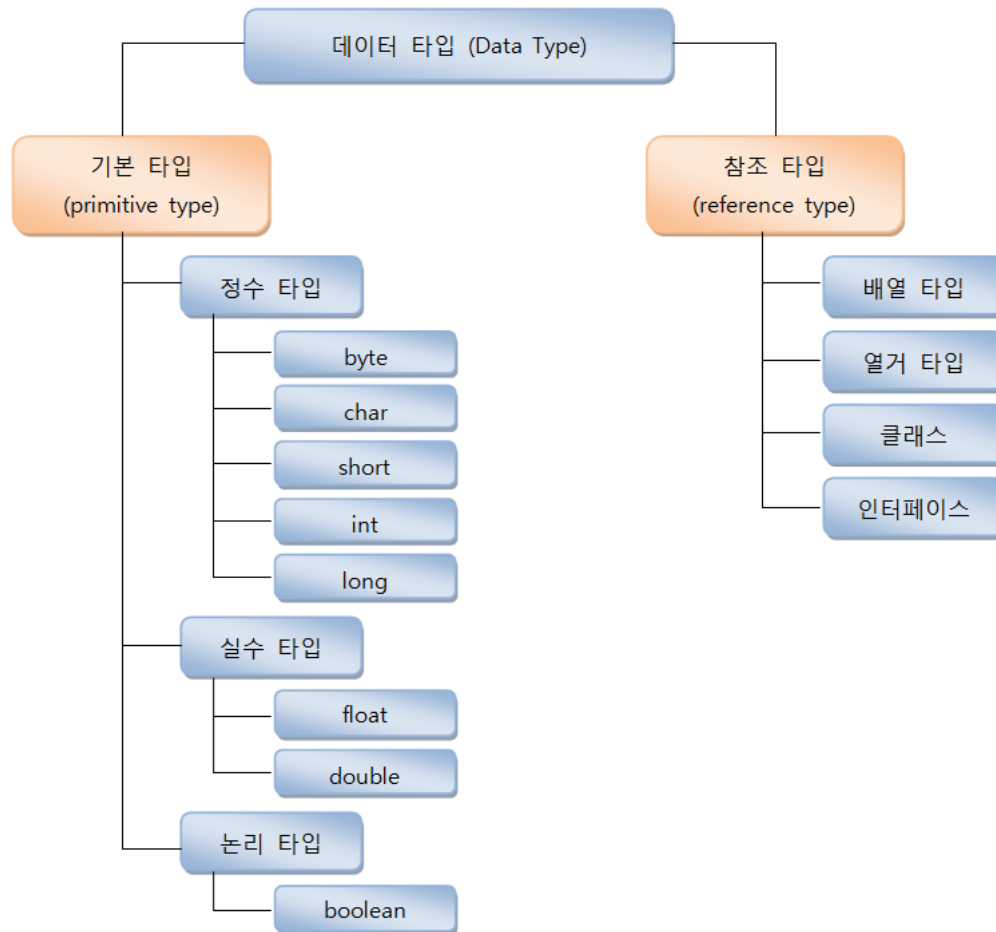 데이터 타입 (Data Type)
기본 타입
(primitive type)
정수 타입
byte
char
short
int
long
실수 타입
float
double
논리 타입
boolean
참조 타입
(reference type)
배열 타입
열거 타입
클래스
인터페이스